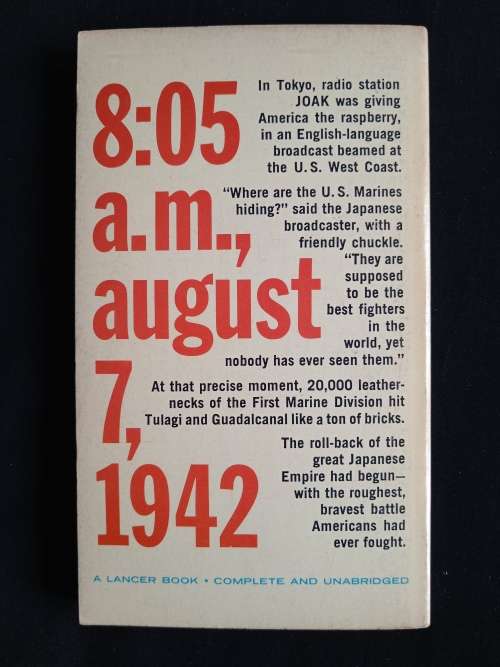 8:05
a.m.,
august
7,
1942
In Tokyo, radio station
JOAK was giving
America the raspberry,
in an English-language
broadcast beamed at
the U.S. West Coast.
“Where are the U.S. Marines
hiding?” said the Japanese
broadcaster, with a
friendly chuckle.
“They are
supposed
to be the
best fighters
in the
world, yet
nobody has ever seen them.”
At that precise moment, 20,000 leather-
necks of the First Marine Division hit
Tulagi and Guadalcanal like a ton of bricks.
The roll-back of the
great Japanese
Empire had begun—
with the roughest,
bravest battle
Americans had
ever fought.
A LANCER BOOK • COMPLETE AND UNABRIDGED